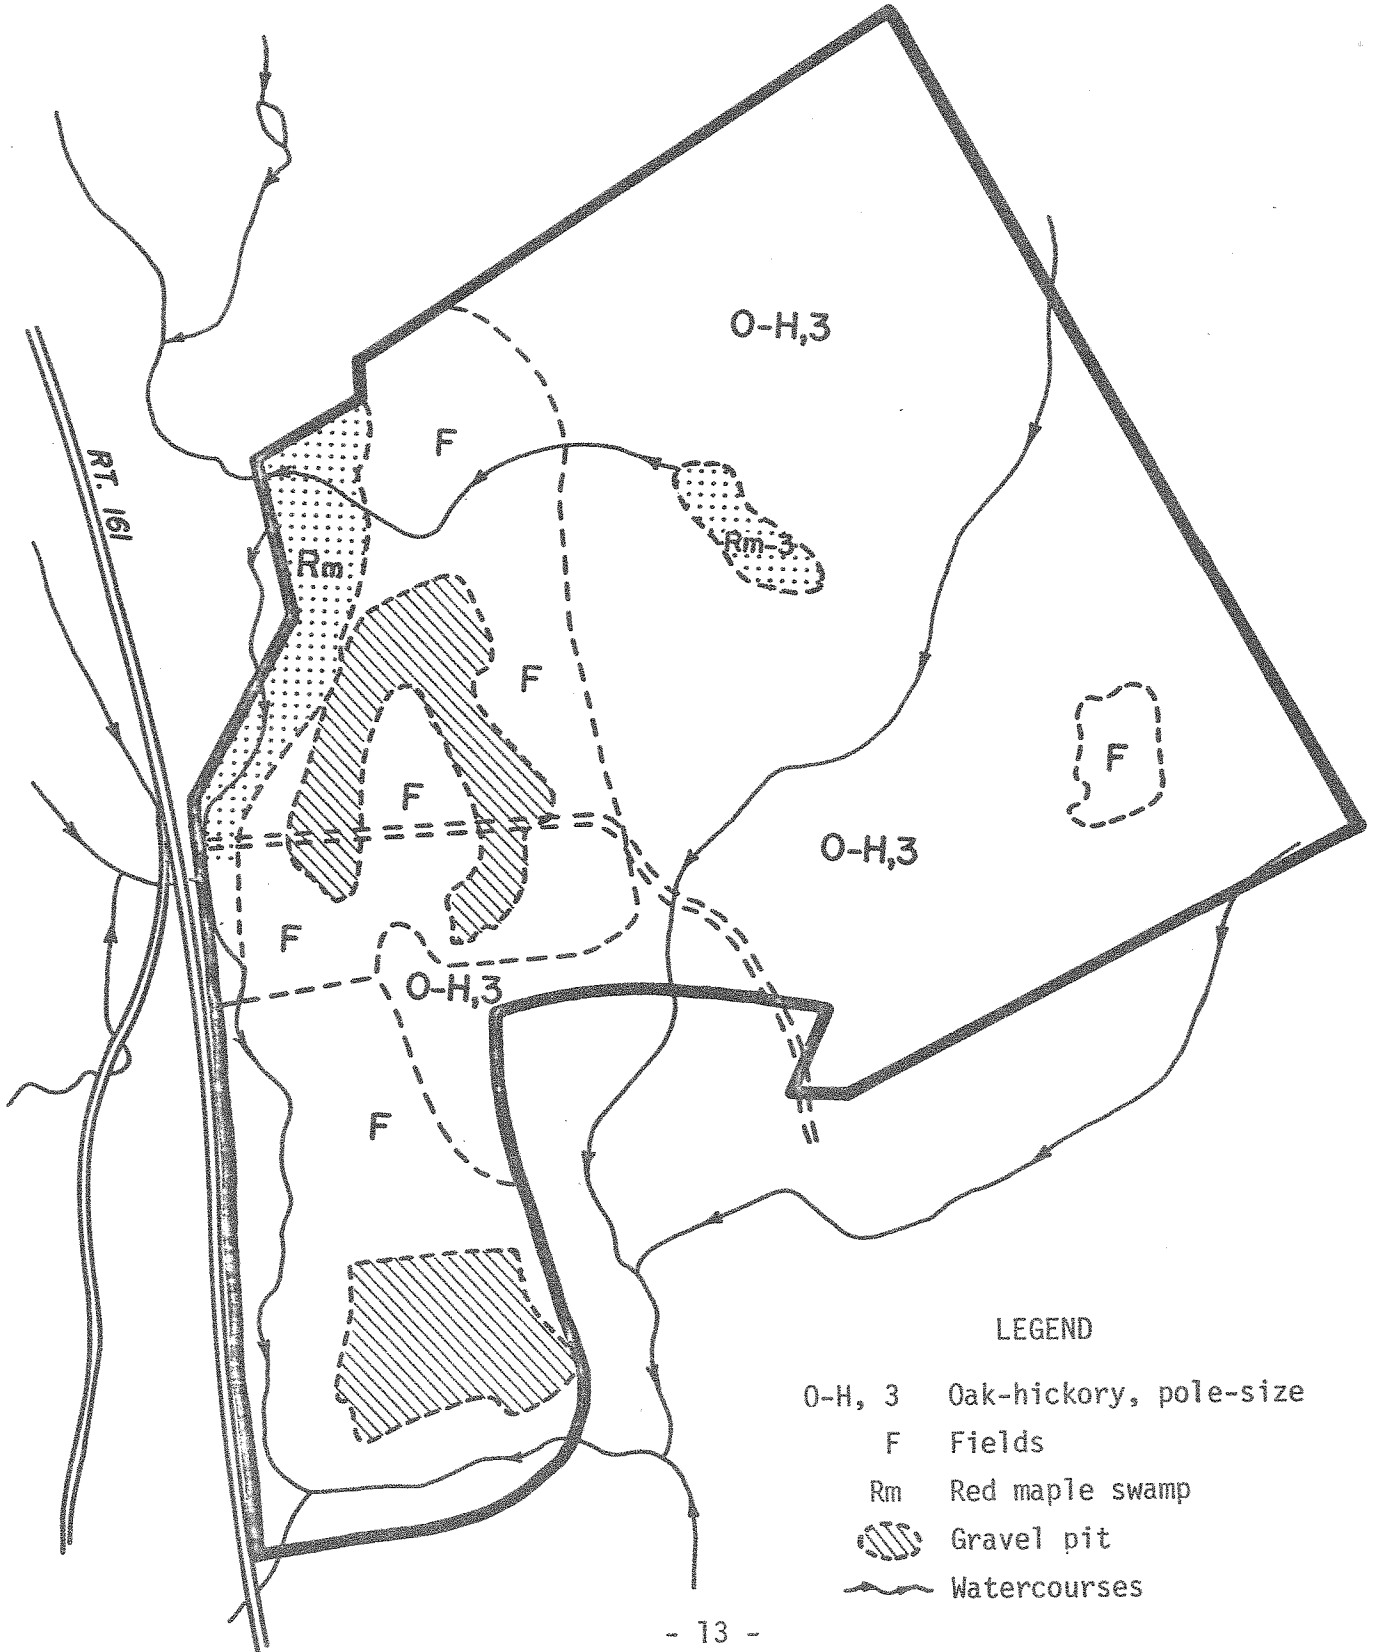 O-H,3
F
RT. 161
Rm-3
Rm
F
F
F
O-H,3
F
O-H,3
F
LEGEND
O-H, 3 Oak-hickory, pole-size
F Fields
Rm Red maple swamp
Gravel pit
Watercourses
- 13 -